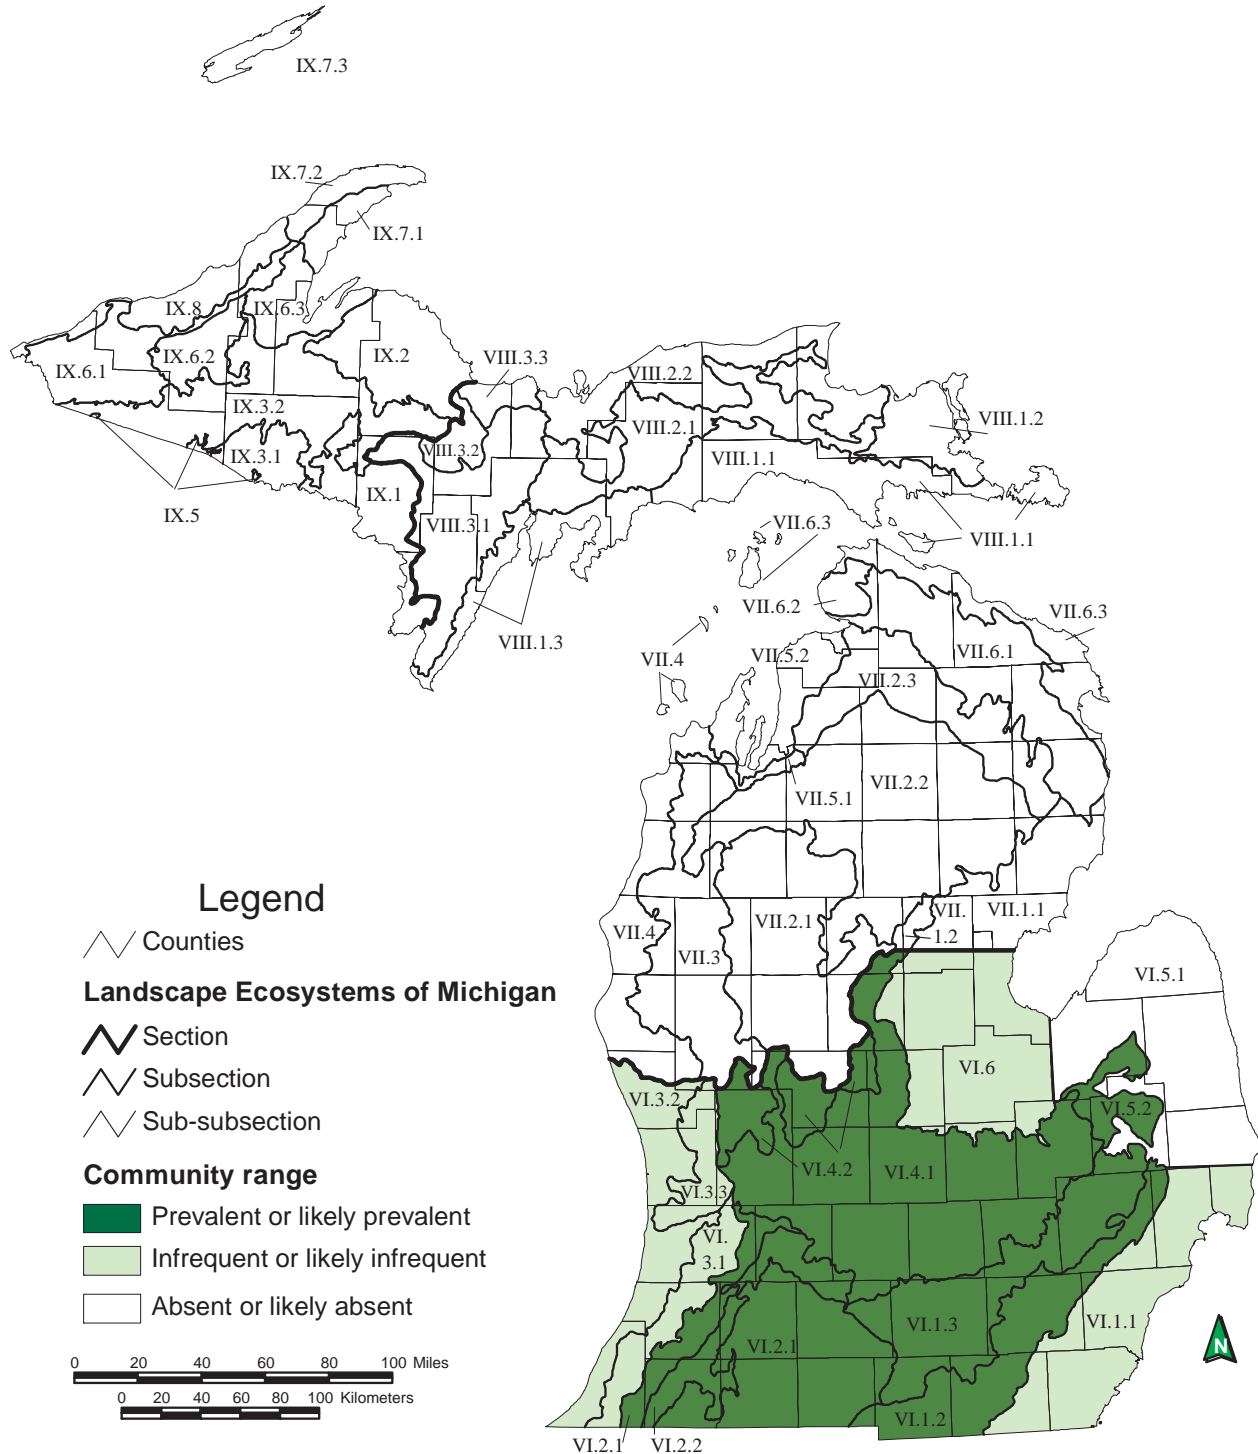 IX.7.3
IX.7.2
IX.7.1
IX.8
IX.6.3
IX.6.1
IX.6.2
IX.2
VIII.3.3
VIII.2.2
IX.3.2
VIII.2.1
VIII.1.2
IX.3.1
VIII.3.2
VIII.1.1
IX.5
IX.1
VIII.3.1
VIII.1.1
VII.6.3
VII.6.2
VII.6.3
VIII.1.3
VII.4
VII.5.2
VII.6.1
VII.2.3
VII.5.1
VII.2.2
Legend
Counties
Landscape Ecosystems of Michigan
Section
Subsection
Sub-subsection
Community range
Prevalent or likely prevalent
Infrequent or likely infrequent
Absent or likely absent
0 20 40 60 80 100 Miles
0 20 40 60 80 100 Kilometers
VII.4
VII.3
VII.2.1
VII.
1.2
VII.1.1
VI.5.1
VI.6
VI.3.2
VI.5.2
VI.4.2
VI.4.1
VI.3.3
VI.
3.1
VI.2.1
VI.1.3
VI.1.1
VI.1.2
VI.2.1
VI.2.2
N